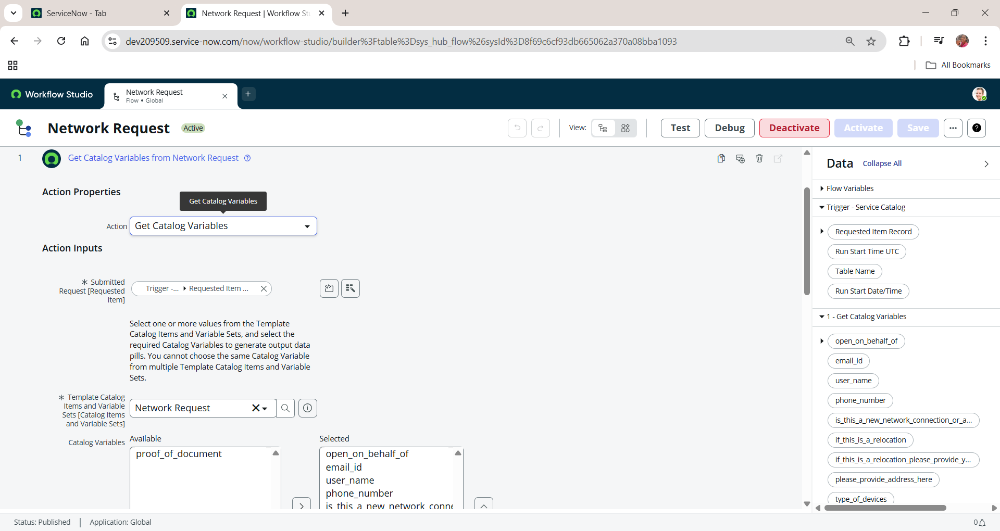 ServiceNow - Tab
Network Request | Workflow Stu
dev209509.service-now.com/now/workflow-studio/builder%3Ftable%3Dsys_hub_flow%26sysId%3D8f69c6cf93db665062a370a08bba1093
All Bookmarks
Workflow Studio
Network Request
Flow • Global
Network Request
Active
View:
Test
Debug
Deactivate
Activate
Save
1
Get Catalog Variables from Network Request
Action Properties
Get Catalog Variables
Action
Get Catalog Variables
Action Inputs
Submitted
Request [Requested
Item]
Trigger -...
Requested Item ...
Select one or more values from the Template
Catalog Items and Variable Sets, and select the
required Catalog Variables to generate output data
pills. You cannot choose the same Catalog Variable
from multiple Template Catalog Items and Variable
Sets.
Template Catalog
Items and Variable
Sets [Catalog Items
and Variable Sets]
Network Request
Catalog Variables
Available
proof_of_document
Selected
open_on_behalf_of
email_id
user_name
phone_number
is_this_a_new_network_conne
Data
Collapse All
Flow Variables
Trigger - Service Catalog
Requested Item Record
Run Start Time UTC
Table Name
Run Start Date/Time
1 - Get Catalog Variables
open_on_behalf_of
email_id
user_name
phone_number
is_this_a_new_network_connection_or_a...
if_this_is_a_relocation
if_this_is_a_relocation_please_provide_y...
please_provide_address_here
type_of_devices
Status: Published
Application: Global
0